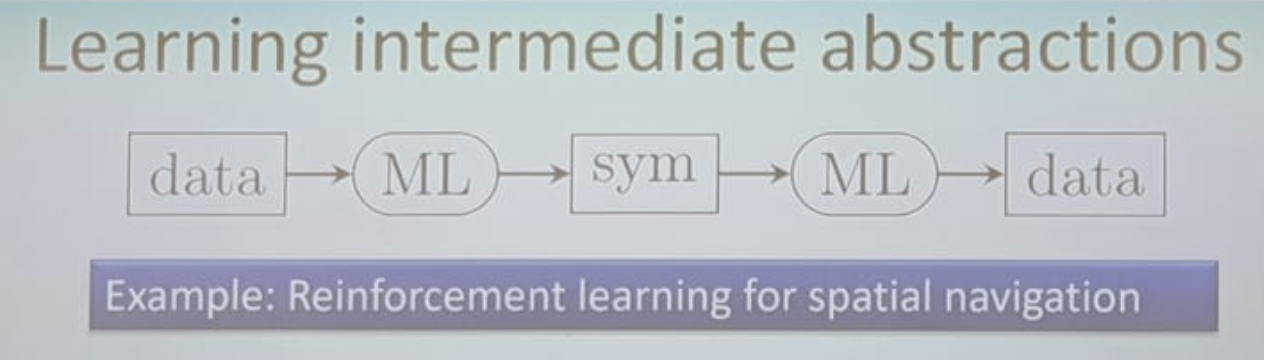 Learning intermediate abstractions
data ML sym ML data
Example: Reinforcement learning for spatial navigation